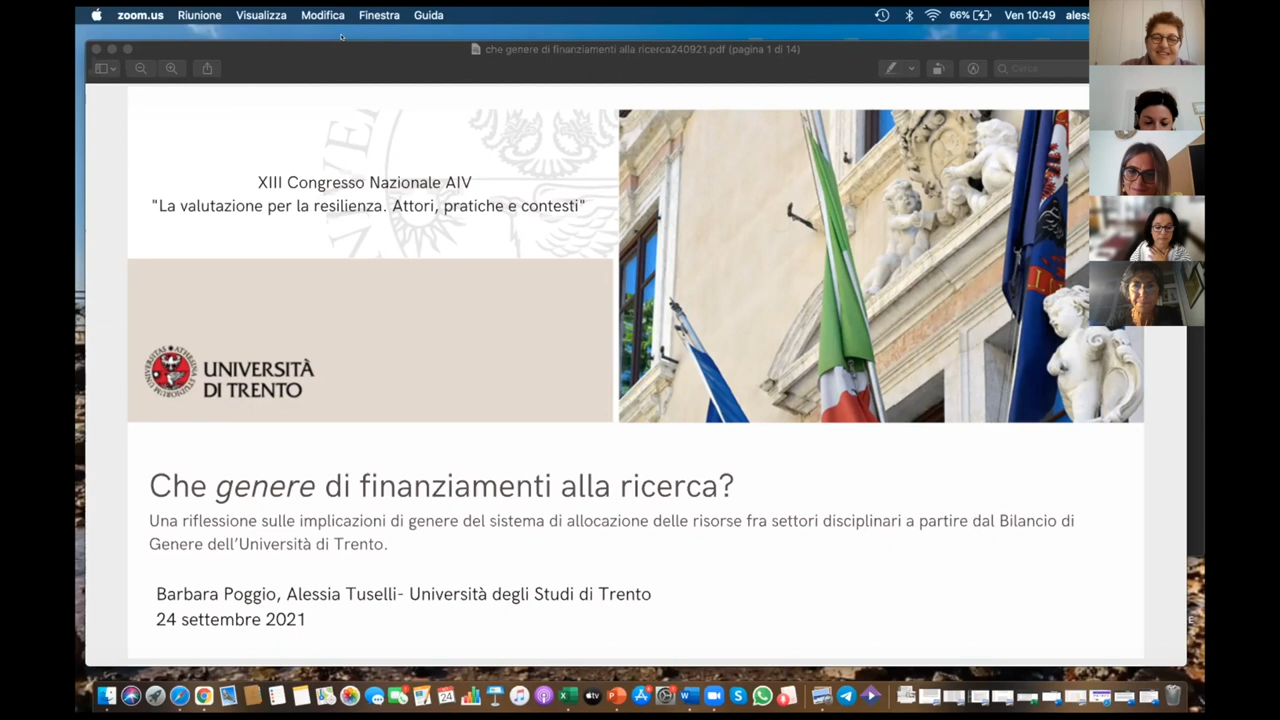 zoom.us Riunione Visualizza Modifica Finestra Guida 66% Ven 10:49 aless
che genere di finanziamenti alla ricerca240921.pdf (pagina 1 di 14)
Cerca
XIII Congresso Nazionale AIV
"La valutazione per la resilienza. Attori, pratiche e contesti"
UNIVERSITÀ
DI TRENTO
Che genere di finanziamenti alla ricerca?
Una riflessione sulle implicazioni di genere del sistema di allocazione delle risorse fra settori disciplinari a partire dal Bilancio di
Genere dell'Università di Trento.
Barbara Poggio, Alessia Tuselli- Università degli Studi di Trento
24 settembre 2021